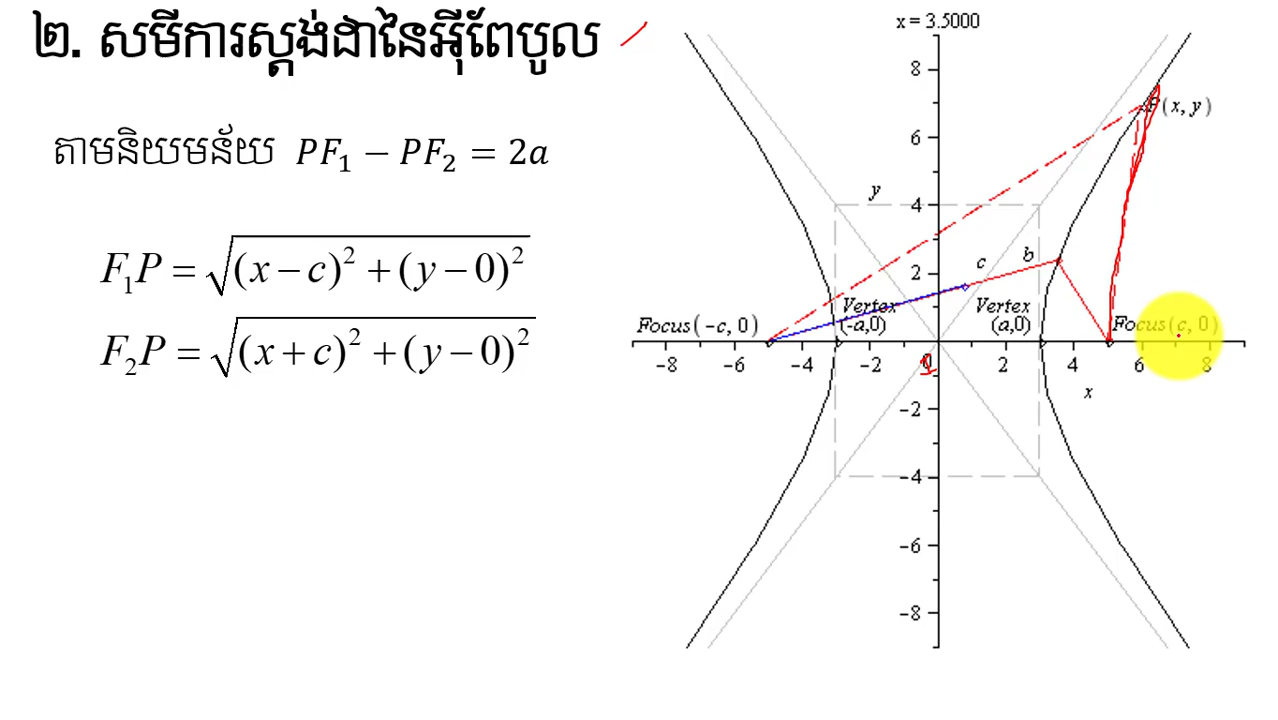 ២. សមីការស្តង់ដានៃអ៊ីពែបូល
តាមនិយមន័យ PF₁ − PF₂ = 2a
F₁P = √(x − c)² + (y − 0)²
F₂P = √(x + c)² + (y − 0)²
x = 3.5000
8
P(x, y)
6
y
4
c
b
2
Vertex
(-a,0)
Vertex
(a,0)
Focus(−c, 0)
Focus(c, 0)
−8 −6 −4 −2 0 2 4 6 8
x
−2
−4
−6
−8